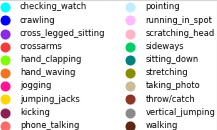 checking_watch
crawling
cross_legged_sitting
crossarms
hand_clapping
hand_waving
jogging
jumping_jacks
kicking
phone_talking
pointing
running_in_spot
scratching_head
sideways
sitting_down
stretching
taking_photo
throw/catch
vertical_jumping
walking